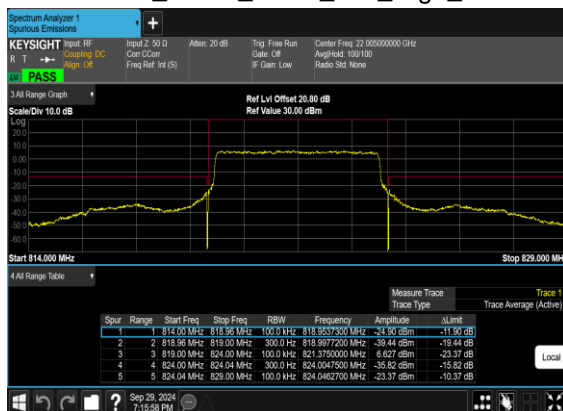 Spectrum Analyzer 1
Spurious Emissions
+
KEYSIGHT Input: RF Input Z: 50 Ω Atten: 20 dB Trig: Free Run Center Freq: 22.005000000 GHz
R T Coupling: DC Corr CCorr Gate: Off Avg|Hold: 100/100
Align: Off Freq Ref: Int (S) IF Gain: Low Radio Std: None
PASS
3 All Range Graph
Ref Lvl Offset 20.80 dB
Scale/Div 10.0 dB Ref Value 30.00 dBm
Log
20.0
10.0
0.00
-10.0
-20.0
-30.0
-40.0
-50.0
-60.0
Start 814.000 MHz Stop 829.000 MH
4 All Range Table
Measure Trace Trace 1
Trace Type Trace Average (Active)
Spur Range Start Freq Stop Freq RBW Frequency Amplitude ΔLimit
1 1 814.00 MHz 818.96 MHz 100.0 kHz 818.9537300 MHz -24.90 dBm -11.90 dB
2 2 818.96 MHz 819.00 MHz 300.0 Hz 818.9977200 MHz -39.44 dBm -19.44 dB
3 3 819.00 MHz 824.00 MHz 100.0 kHz 821.3750000 MHz 6.627 dBm -23.37 dB
4 4 824.00 MHz 824.04 MHz 300.0 Hz 824.0047500 MHz -35.82 dBm -15.82 dB
5 5 824.04 MHz 829.00 MHz 100.0 kHz 824.0462700 MHz -23.37 dBm -10.37 dB
Local
?
Sep 29, 2024
7:15:58 PM